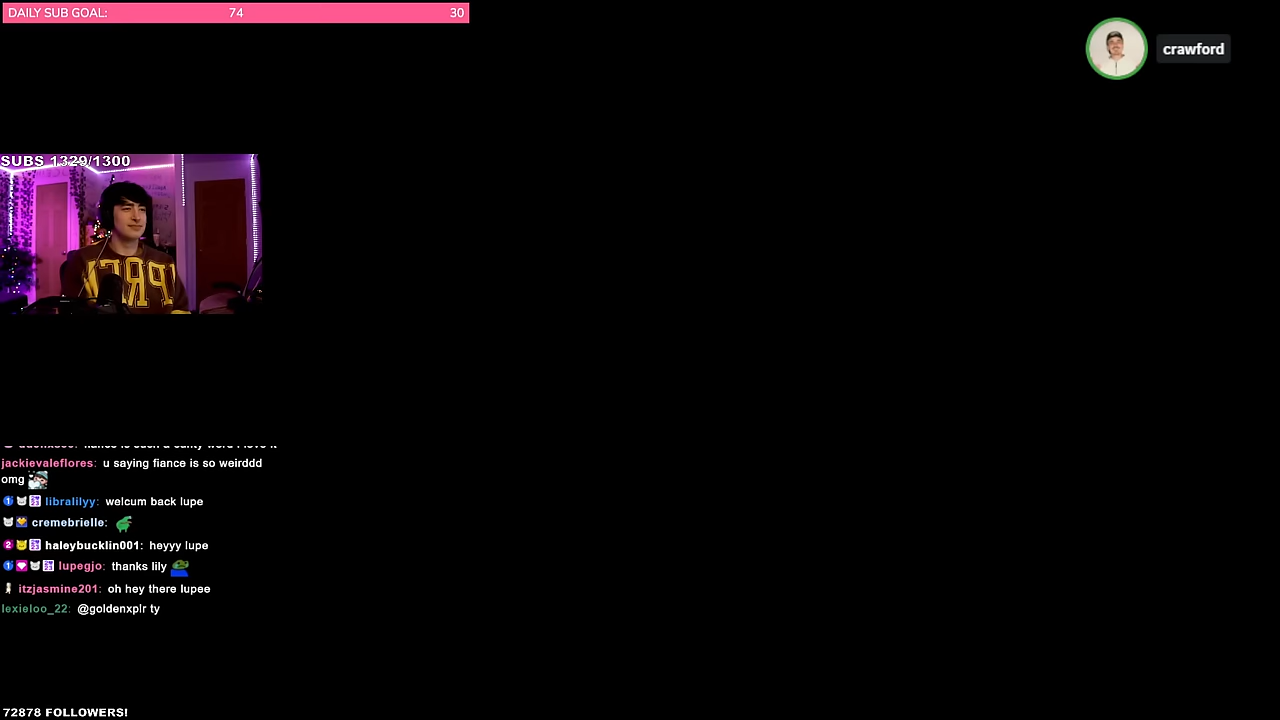 DAILY SUB GOAL: 74 30
crawford
SUBS 1329/1300
jackievaleflores: u saying fiance is so weirddd
omg
libralilyy: welcum back lupe
cremebrielle:
haleybucklin001: heyyy lupe
lupegjo: thanks lily
itzjasmine201: oh hey there lupee
lexieloo_22: @goldenxplr ty
72878 FOLLOWERS!